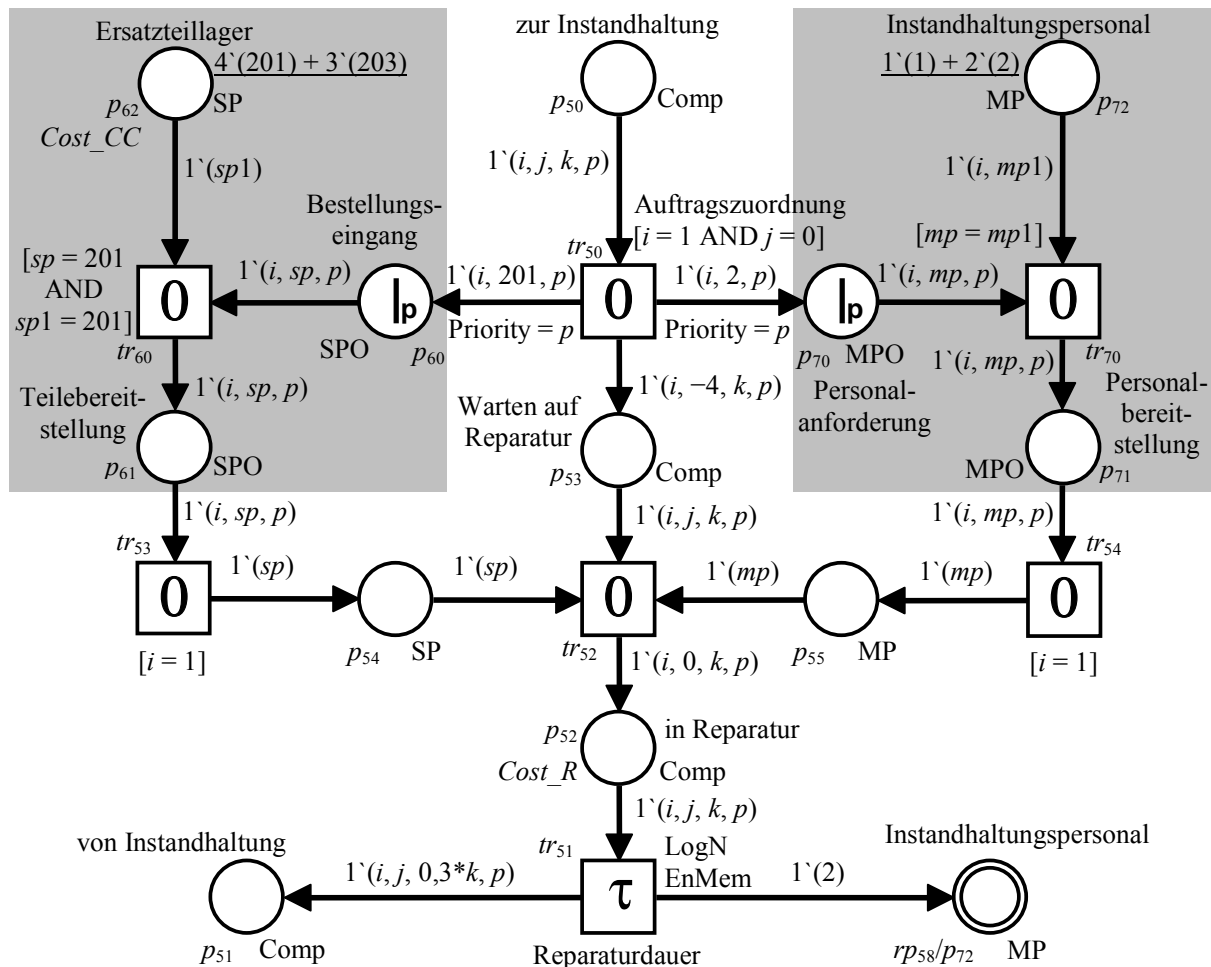 Ersatzteillager
4`(201) + 3`(203)
p62
SP
Cost_CC
1`(sp1)
zur Instandhaltung
p50
Comp
1`(i, j, k, p)
Instandhaltungspersonal
1`(1) + 2`(2)
MP
p72
1`(i, mp1)
Bestellungs-
eingang
Auftragszuordnung
[i = 1 AND j = 0]
tr50
[mp = mp1]
[sp = 201
AND
sp1 = 201]
0
tr60
1`(i, sp, p)
|p
SPO
p60
1`(i, 201, p)
Priority = p
0
1`(i, 2, p)
Priority = p
|p
p70
MPO
1`(i, mp, p)
0
tr70
1`(i, sp, p)
Teilebereit-
stellung
p61
SPO
1`(i, −4, k, p)
Warten auf
Reparatur
p53
Comp
Personal-
anforderung
1`(i, mp, p)
Personal-
bereit-
stellung
MPO
p71
1`(i, sp, p)
1`(i, j, k, p)
1`(i, mp, p)
tr53
0
[i = 1]
1`(sp)
p54
SP
1`(sp)
0
tr52
1`(mp)
p55
MP
1`(mp)
tr54
0
[i = 1]
1`(i, 0, k, p)
p52
in Reparatur
Cost_R
Comp
1`(i, j, k, p)
von Instandhaltung
p51
Comp
1`(i, j, 0,3*k, p)
tr51
τ
LogN
EnMem
Reparaturdauer
1`(2)
Instandhaltungspersonal
rp58/p72
MP